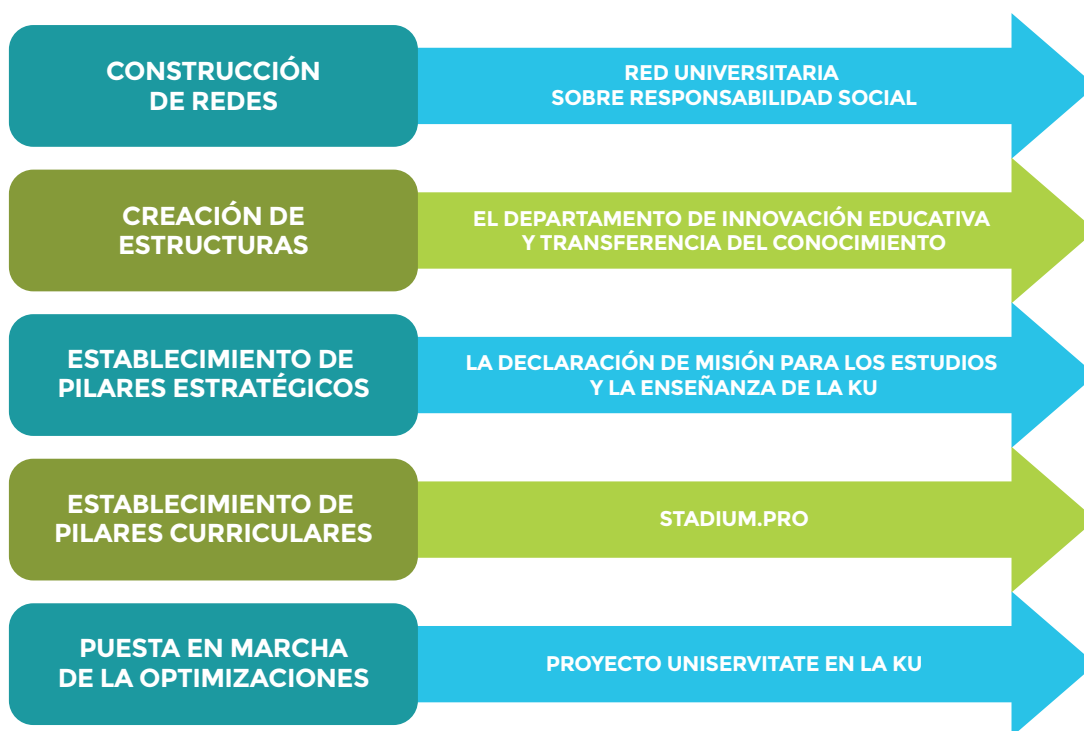 CONSTRUCCIÓN
DE REDES
RED UNIVERSITARIA
SOBRE RESPONSABILIDAD SOCIAL
CREACIÓN DE
ESTRUCTURAS
EL DEPARTAMENTO DE INNOVACIÓN EDUCATIVA
Y TRANSFERENCIA DEL CONOCIMIENTO
ESTABLECIMIENTO DE
PILARES ESTRATÉGICOS
LA DECLARACIÓN DE MISIÓN PARA LOS ESTUDIOS
Y LA ENSEÑANZA DE LA KU
ESTABLECIMIENTO DE
PILARES CURRICULARES
STADIUM.PRO
PUESTA EN MARCHA
DE LA OPTIMIZACIONES
PROYECTO UNISERVITATE EN LA KU